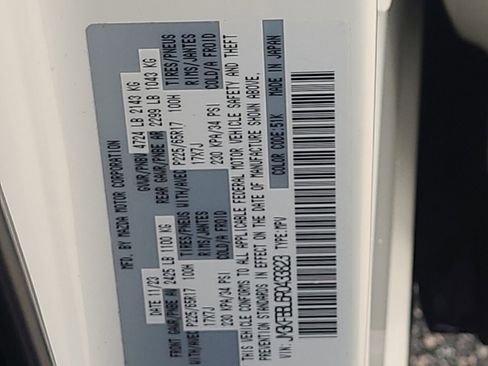 MFD. BY MAZDA MOTOR CORPORATION
DATE 11/23 GVWR/PNBV 4724 LB 2143 KG
FRONT GAWR/PNBE AV 2425 LB 1100 KG REAR GAWR/PNBE AR 2299 LB 1043 KG
WITH/AVEC P225/65R17 100H TIRES/PNEUS WITH/AVEC P225/65R17 100H TIRES/PNEUS
17X7J RIMS/JANTES 17X7J RIMS/JANTES
230 KPA/34 PSI COLD/A FROID 230 KPA/34 PSI COLD/A FROID
THIS VEHICLE CONFORMS TO ALL APPLICABLE FEDERAL MOTOR VEHICLE SAFETY AND THEFT
PREVENTION STANDARDS IN EFFECT ON THE DATE OF MANUFACTURE SHOWN ABOVE.
VIN: TYPE:MPV COLOR CODE:51K MADE IN JAPAN